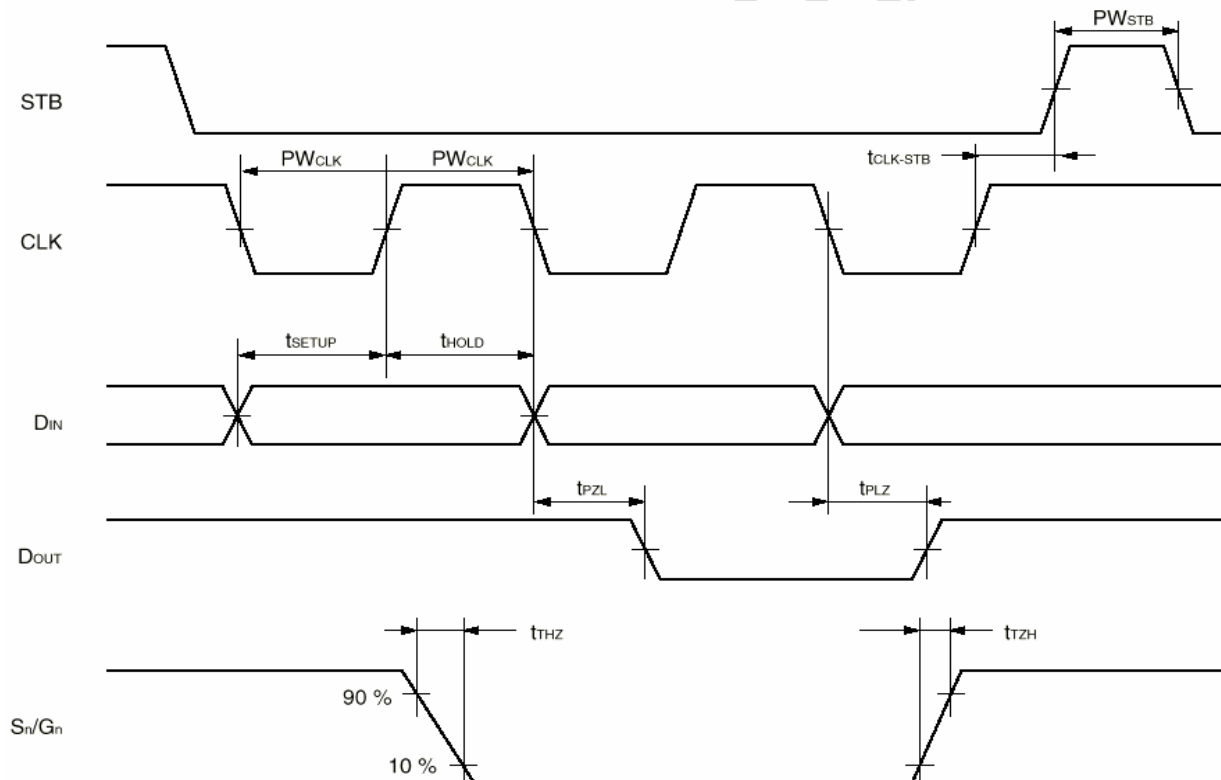 PWSTB
STB
tCLK-STB
PWCLK PWCLK
CLK
tSETUP tHOLD
DIN
tPZL tPLZ
DOUT
tTHZ tTZH
90 %
Sn/Gn
10 %